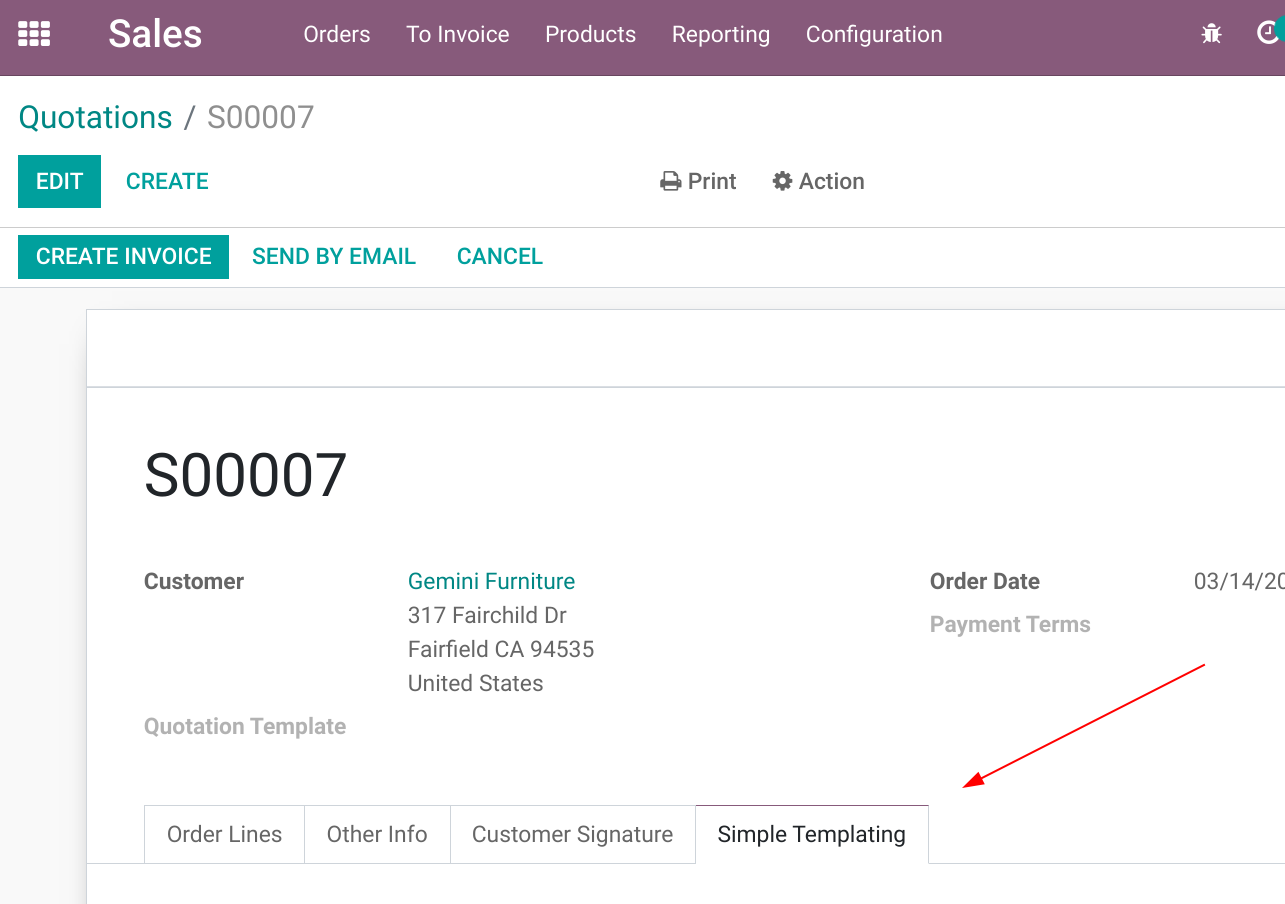 Sales Orders To Invoice Products Reporting Configuration
Quotations / S00007
EDIT CREATE Print Action
CREATE INVOICE SEND BY EMAIL CANCEL
S00007
Customer Gemini Furniture Order Date 03/14/20
317 Fairchild Dr Payment Terms
Fairfield CA 94535
United States
Quotation Template
Order Lines Other Info Customer Signature Simple Templating